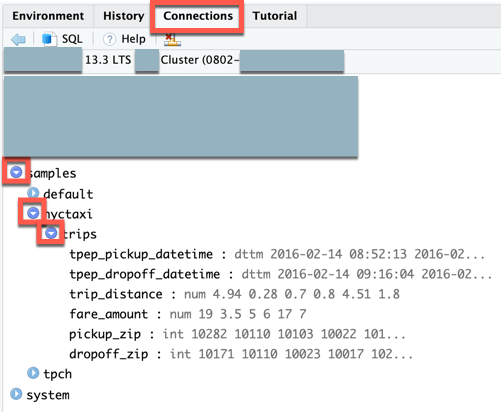 Environment History Connections Tutorial
SQL Help
13.3 LTS Cluster (0802-
samples
default
nyctaxi
trips
tpep_pickup_datetime : dttm 2016-02-14 08:52:13 2016-02...
tpep_dropoff_datetime : dttm 2016-02-14 09:16:04 2016-02...
trip_distance : num 4.94 0.28 0.7 0.8 4.51 1.8
fare_amount : num 19 3.5 5 6 17 7
pickup_zip : int 10282 10110 10103 10022 101...
dropoff_zip : int 10171 10110 10023 10017 102...
tpch
system